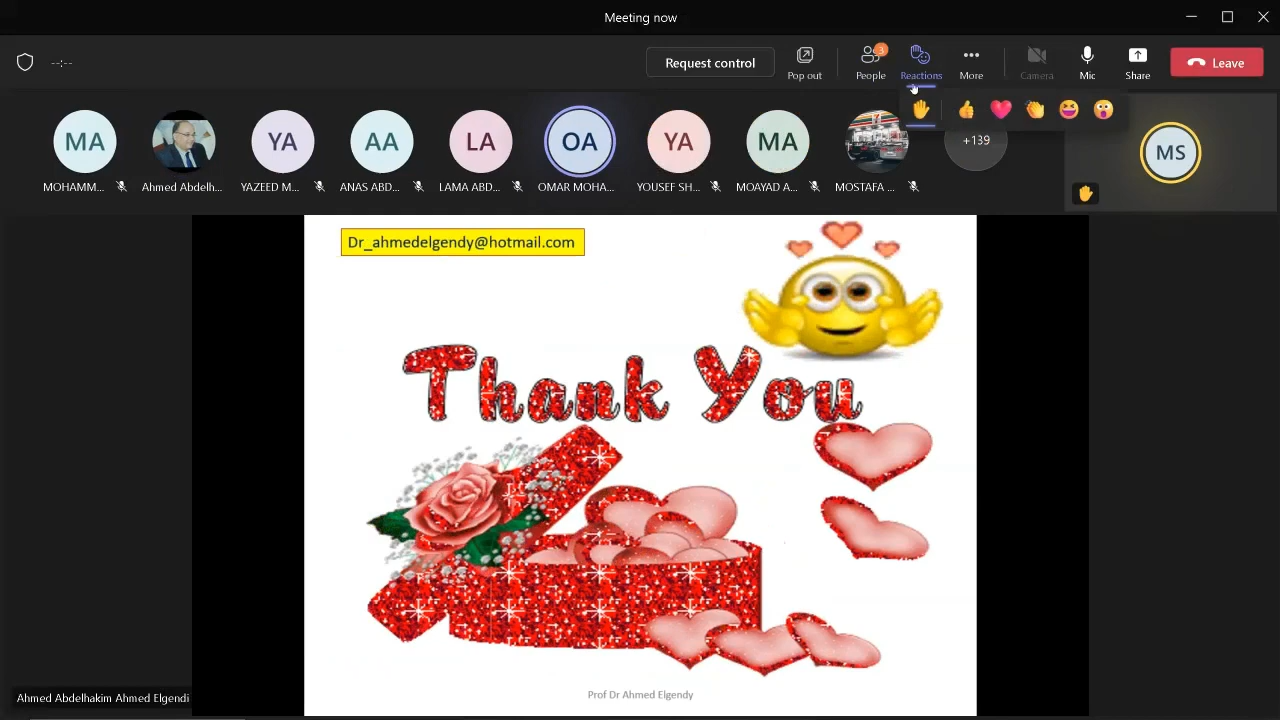 Meeting now
--:--
Request control
Pop out
People
3
Reactions
More
Camera
Mic
Share
Leave
MA
YA
AA
LA
OA
YA
MA
+139
MS
MOHAMM...
Ahmed Abdelh...
YAZEED M...
ANAS ABD...
LAMA ABD...
OMAR MOHA...
YOUSEF SH...
MOAYAD A...
MOSTAFA ...
Dr_ahmedelgendy@hotmail.com
Thank You
Prof Dr Ahmed Elgendy
Ahmed Abdelhakim Ahmed Elgendi